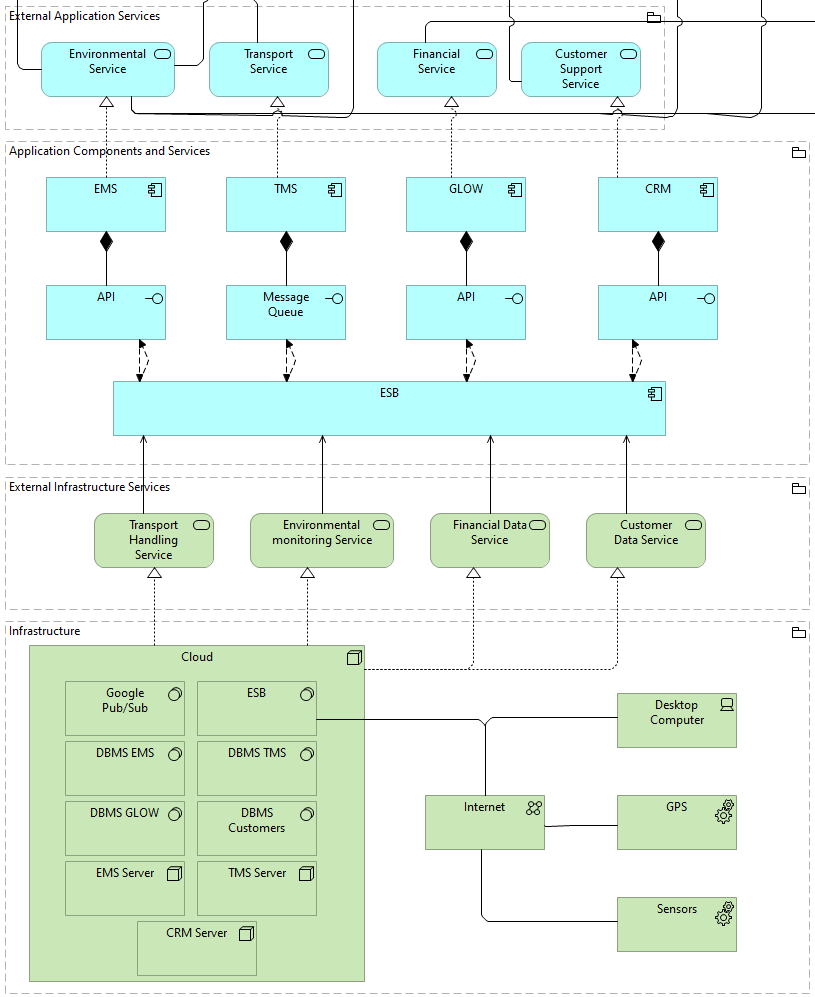 External Application Services
Environmental
Service
Transport
Service
Financial
Service
Customer
Support
Service
Application Components and Services
EMS
TMS
GLOW
CRM
API
Message
Queue
API
API
ESB
External Infrastructure Services
Transport
Handling
Service
Environmental
monitoring Service
Financial Data
Service
Customer
Data Service
Infrastructure
Cloud
Google
Pub/Sub
ESB
DBMS EMS
DBMS TMS
DBMS GLOW
DBMS
Customers
EMS Server
TMS Server
CRM Server
Desktop
Computer
Internet
GPS
Sensors